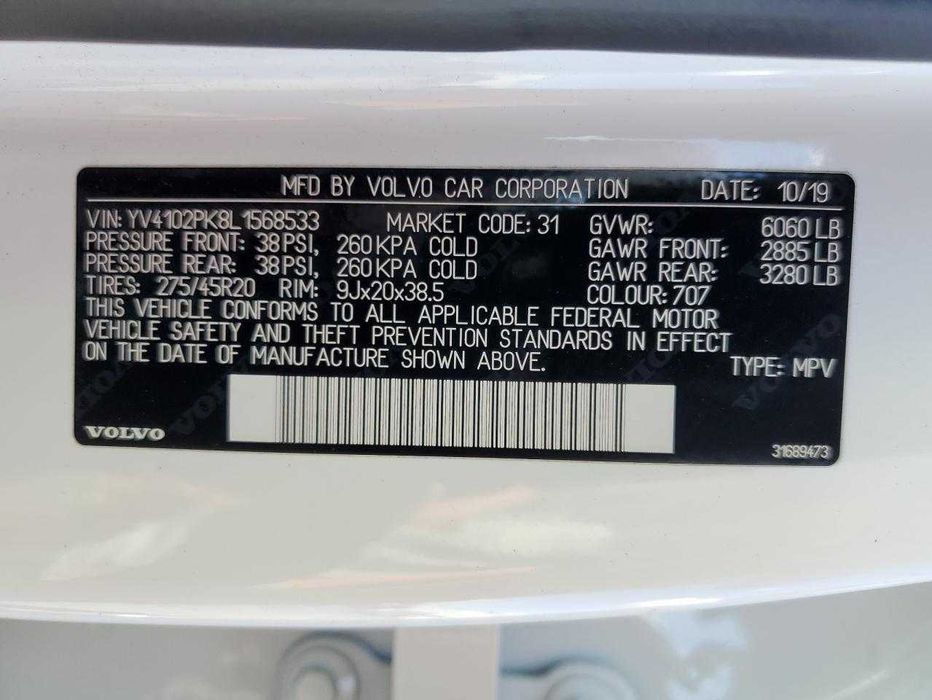 MFD BY VOLVO CAR CORPORATION DATE: 10/19
VIN: YV4102PK8L1568533 MARKET CODE: 31 GVWR: 6060 LB
PRESSURE FRONT: 38 PSI, 260 KPA COLD GAWR FRONT: 2885 LB
PRESSURE REAR: 38 PSI, 260 KPA COLD GAWR REAR: 3280 LB
TIRES: 275/45R20 RIM: 9Jx20x38.5 COLOUR: 707
THIS VEHICLE CONFORMS TO ALL APPLICABLE FEDERAL MOTOR
VEHICLE SAFETY AND THEFT PREVENTION STANDARDS IN EFFECT
ON THE DATE OF MANUFACTURE SHOWN ABOVE. TYPE: MPV
VOLVO 31689473